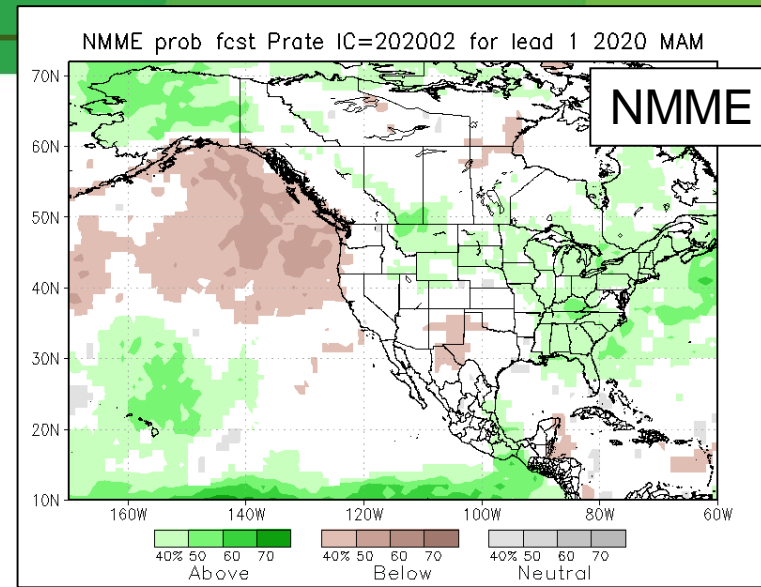 NMME prob fcst Prate IC=202002 for lead 1 2020 MAM
NMME
70N
60N
50N
40N
30N
20N
10N
160W 140W 120W 100W 80W 60W
40% 50 60 70 40% 50 60 70 40% 50 60 70
Above Below Neutral